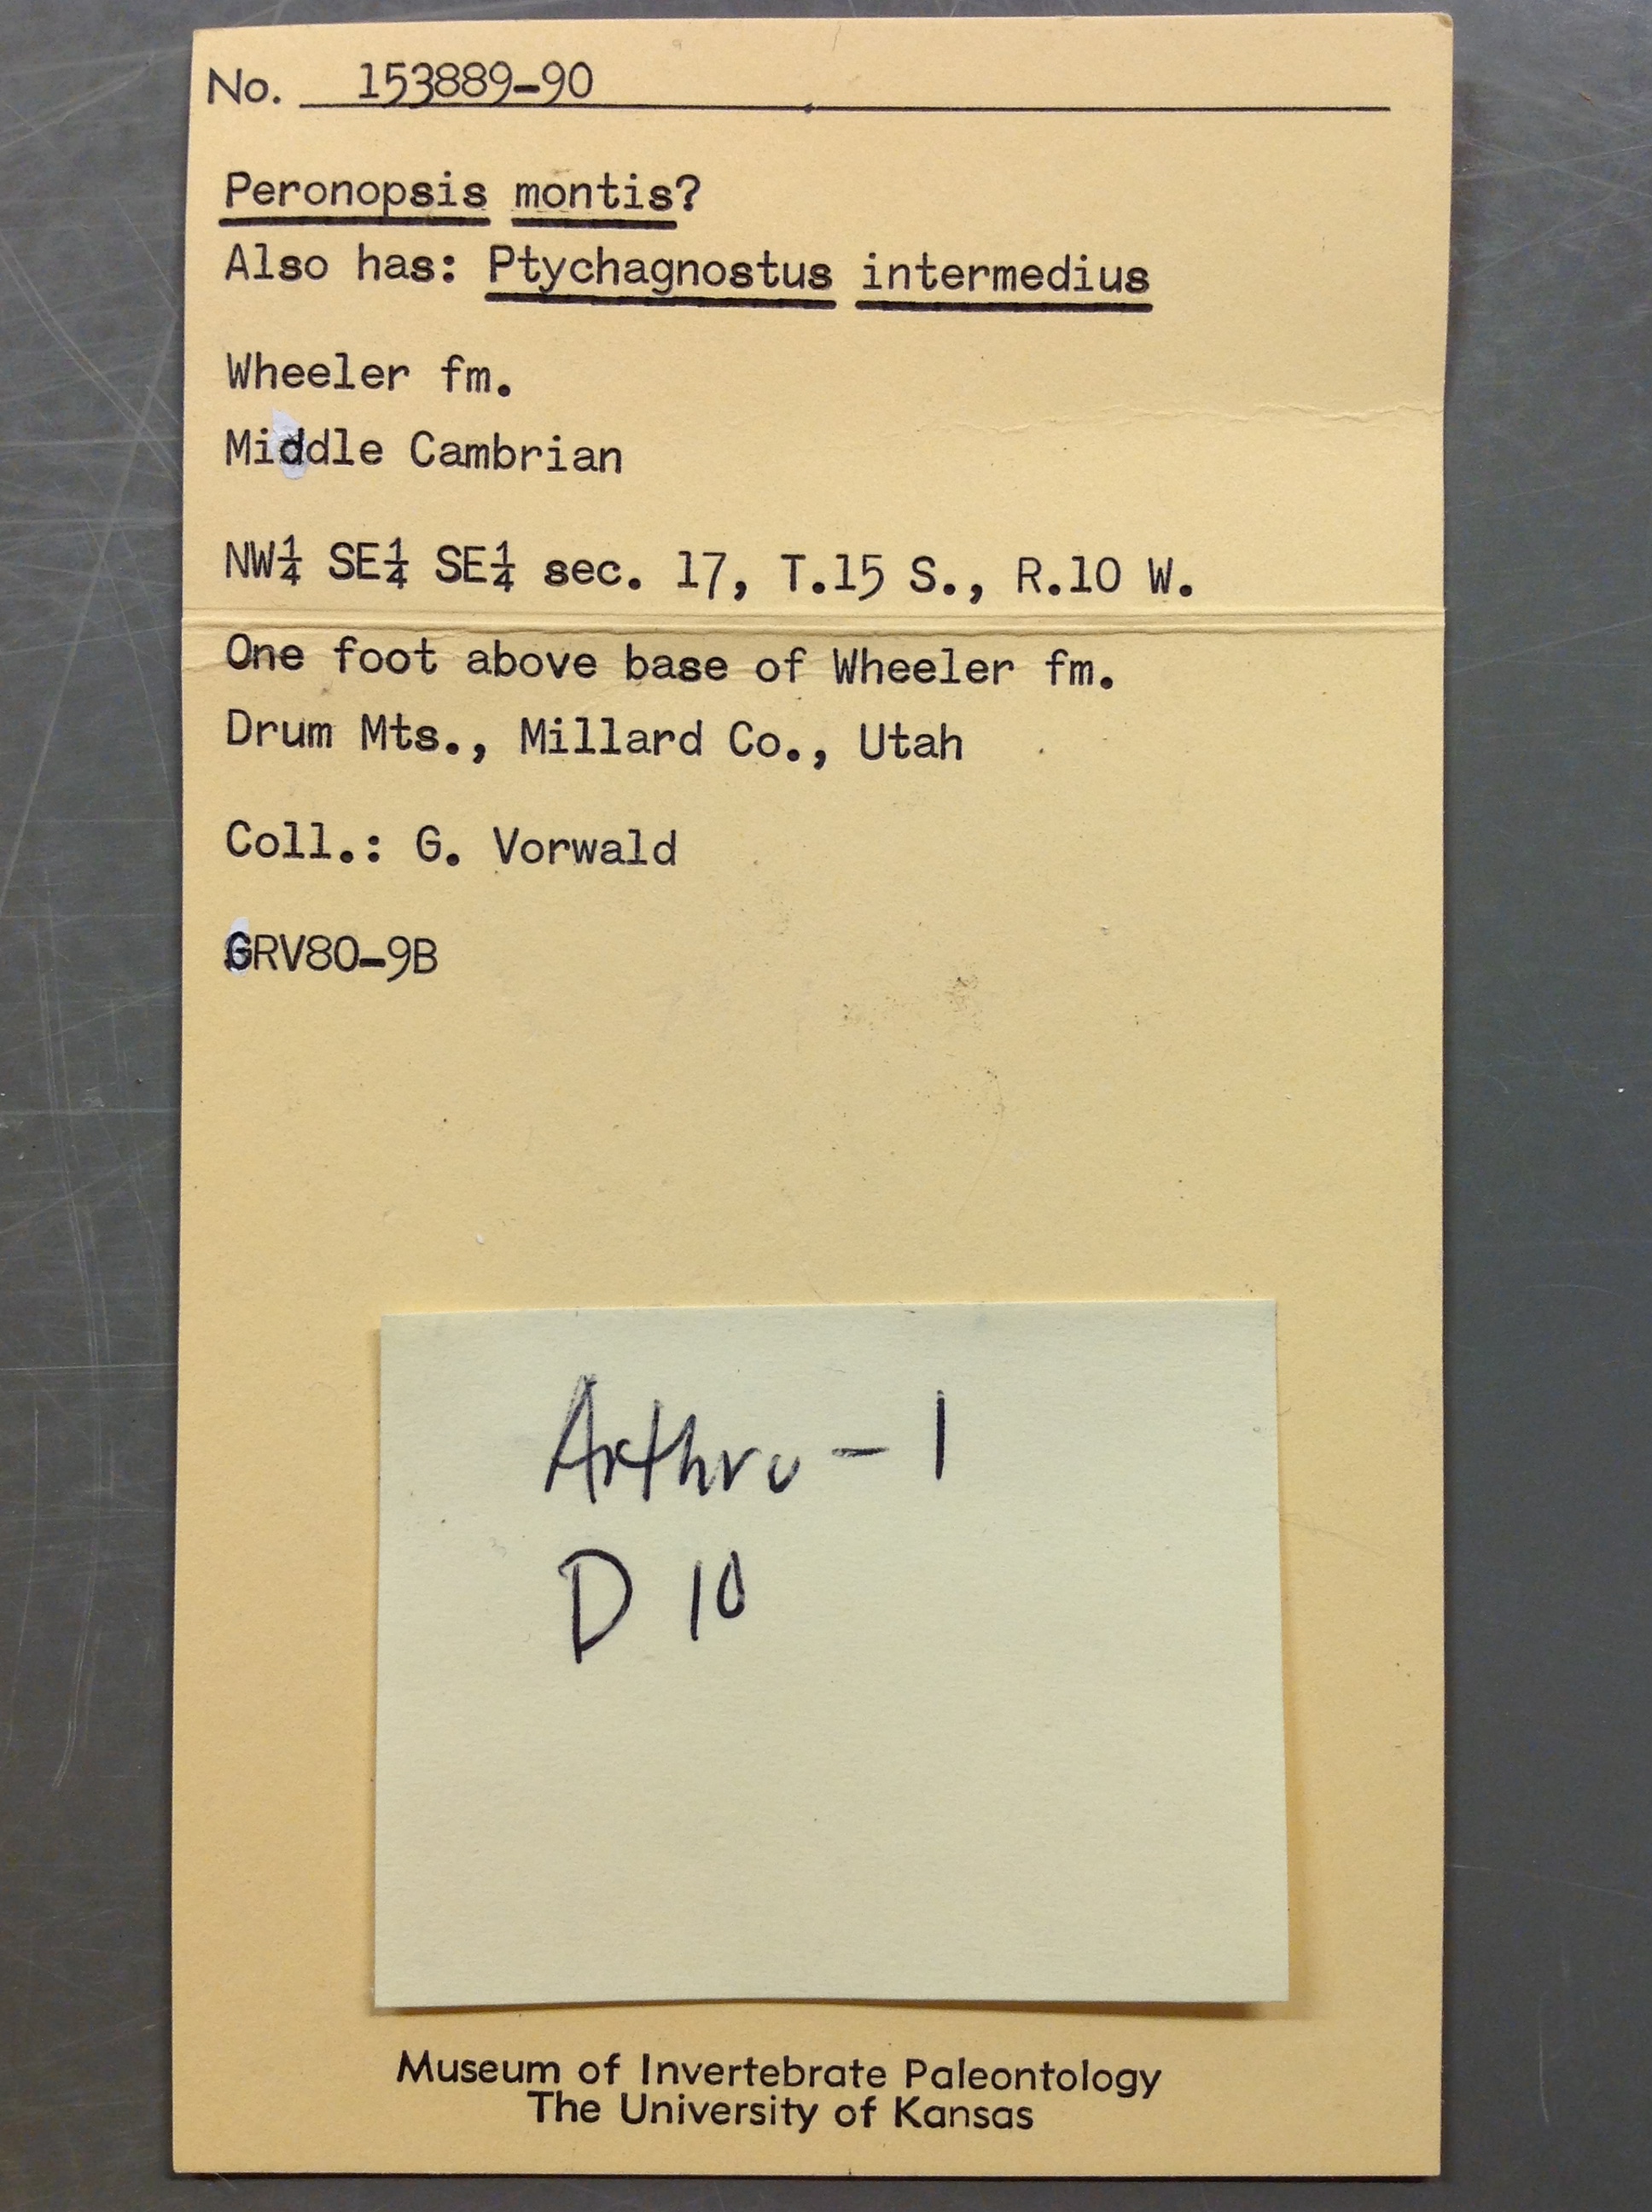 No. 153889-90
Peronopsis montis?
Also has: Ptychagnostus intermedius
Wheeler fm.
Middle Cambrian
NW¼ SE¼ SE¼ sec. 17, T.15 S., R.10 W.
One foot above base of Wheeler fm.
Drum Mts., Millard Co., Utah
Coll.: G. Vorwald
GRV80-9B
Arthro - 1
D 10
Museum of Invertebrate Paleontology
The University of Kansas